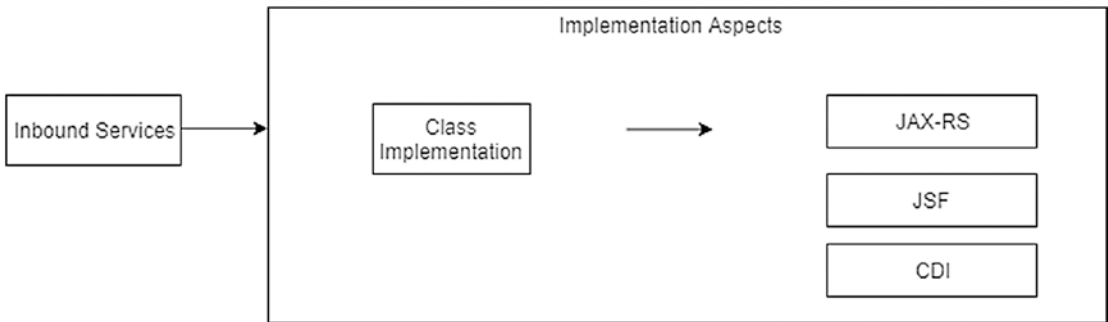 Implementation Aspects
Inbound Services
Class
Implementation
JAX-RS
JSF
CDI